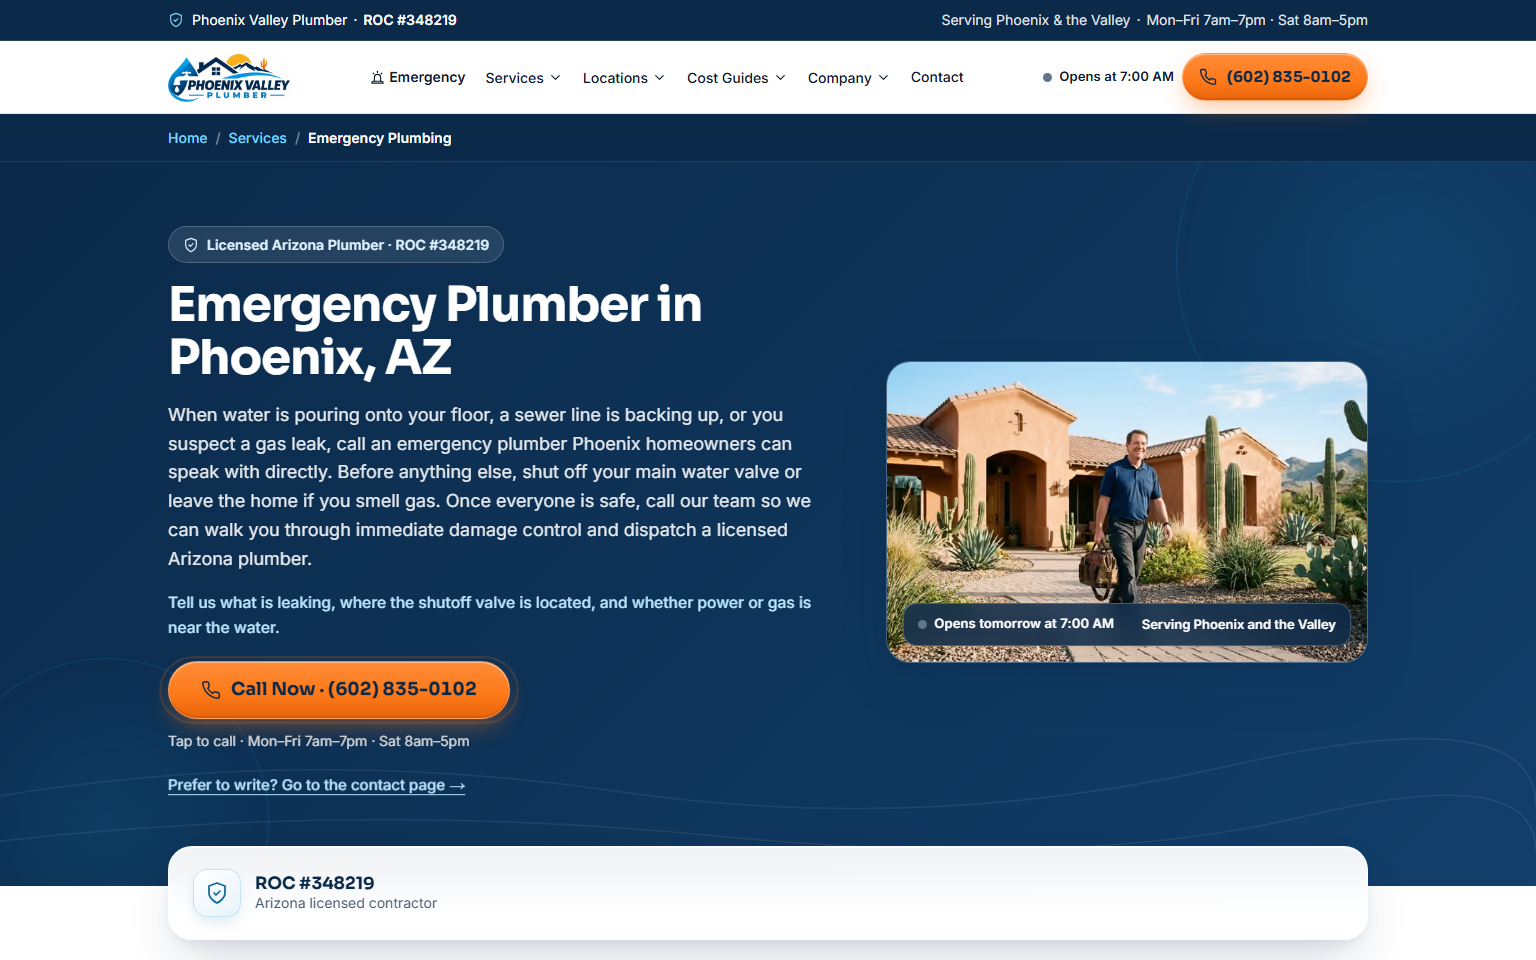 Phoenix Valley Plumber · ROC #348219
Serving Phoenix & the Valley · Mon–Fri 7am–7pm · Sat 8am–5pm
PHOENIX VALLEY
PLUMBER
Emergency
Services
Locations
Cost Guides
Company
Contact
Opens at 7:00 AM
(602) 835-0102
Home / Services / Emergency Plumbing
Licensed Arizona Plumber · ROC #348219
Emergency Plumber in
Phoenix, AZ
When water is pouring onto your floor, a sewer line is backing up, or you
suspect a gas leak, call an emergency plumber Phoenix homeowners can
speak with directly. Before anything else, shut off your main water valve or
leave the home if you smell gas. Once everyone is safe, call our team so we
can walk you through immediate damage control and dispatch a licensed
Arizona plumber.
Tell us what is leaking, where the shutoff valve is located, and whether power or gas is
near the water.
Call Now · (602) 835-0102
Tap to call · Mon–Fri 7am–7pm · Sat 8am–5pm
Prefer to write? Go to the contact page →
Opens tomorrow at 7:00 AM
Serving Phoenix and the Valley
ROC #348219
Arizona licensed contractor